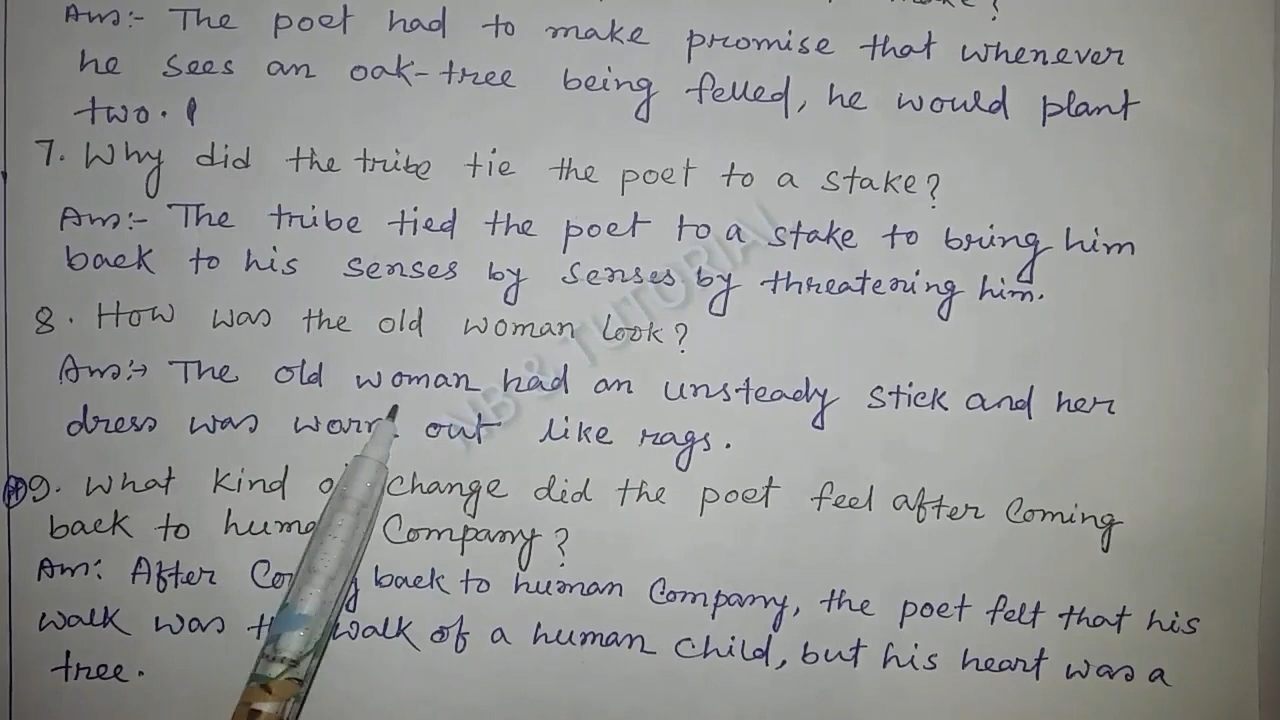 Ans:- The poet had to make promise that whenever
he sees an oak-tree being felled, he would plant
two.
7. Why did the tribe tie the poet to a stake?
Ans:- The tribe tied the poet to a stake to bring him
back to his senses by senses by threatening him.
8. How was the old woman look?
Ans:→ The old woman had an unsteady stick and her
dress was worn out like rags.
9. What kind change did the poet feel after Coming
back to Company?
Ans: After back to human Company, the poet felt that his
walk was walk of a human child, but his heart was a
tree.
MB & TUTORIAL